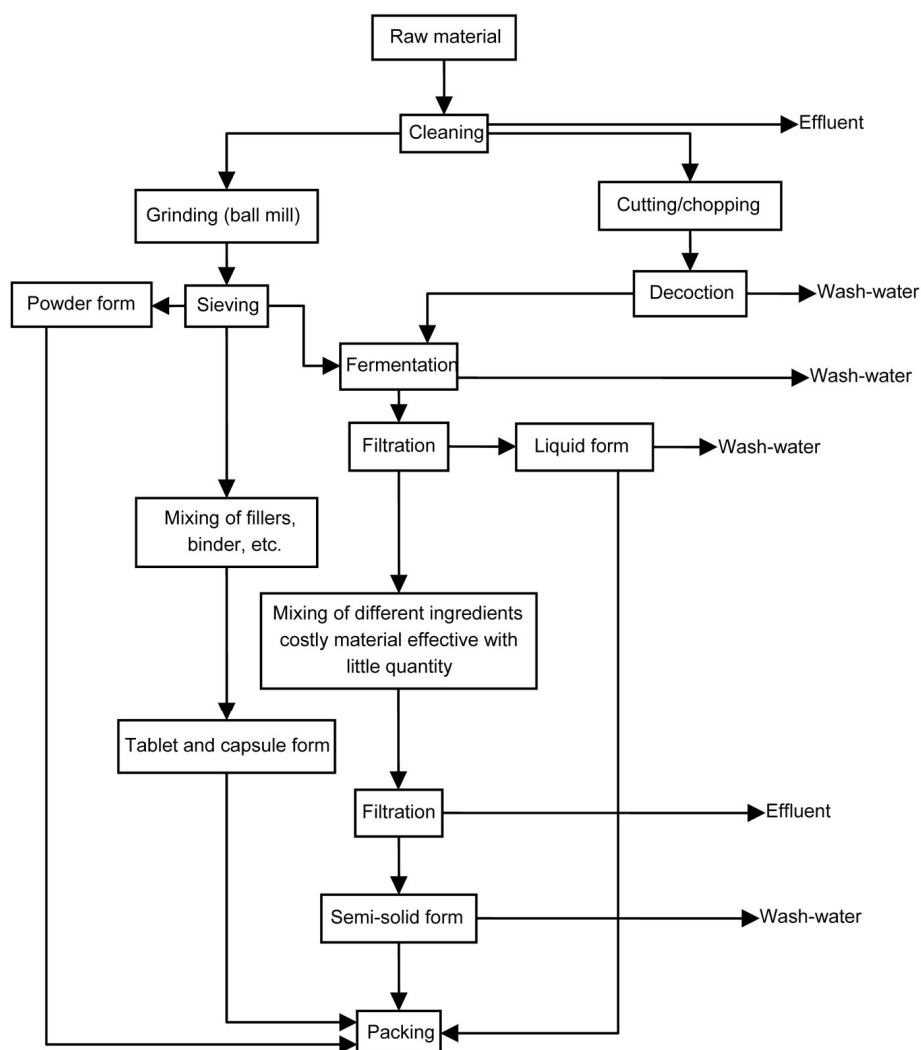 Raw material
Cleaning
Effluent
Grinding (ball mill)
Cutting/chopping
Powder form
Sieving
Decoction
Wash-water
Fermentation
Wash-water
Filtration
Liquid form
Wash-water
Mixing of fillers,
binder, etc.
Mixing of different ingredients
costly material effective with
little quantity
Tablet and capsule form
Filtration
Effluent
Semi-solid form
Wash-water
Packing